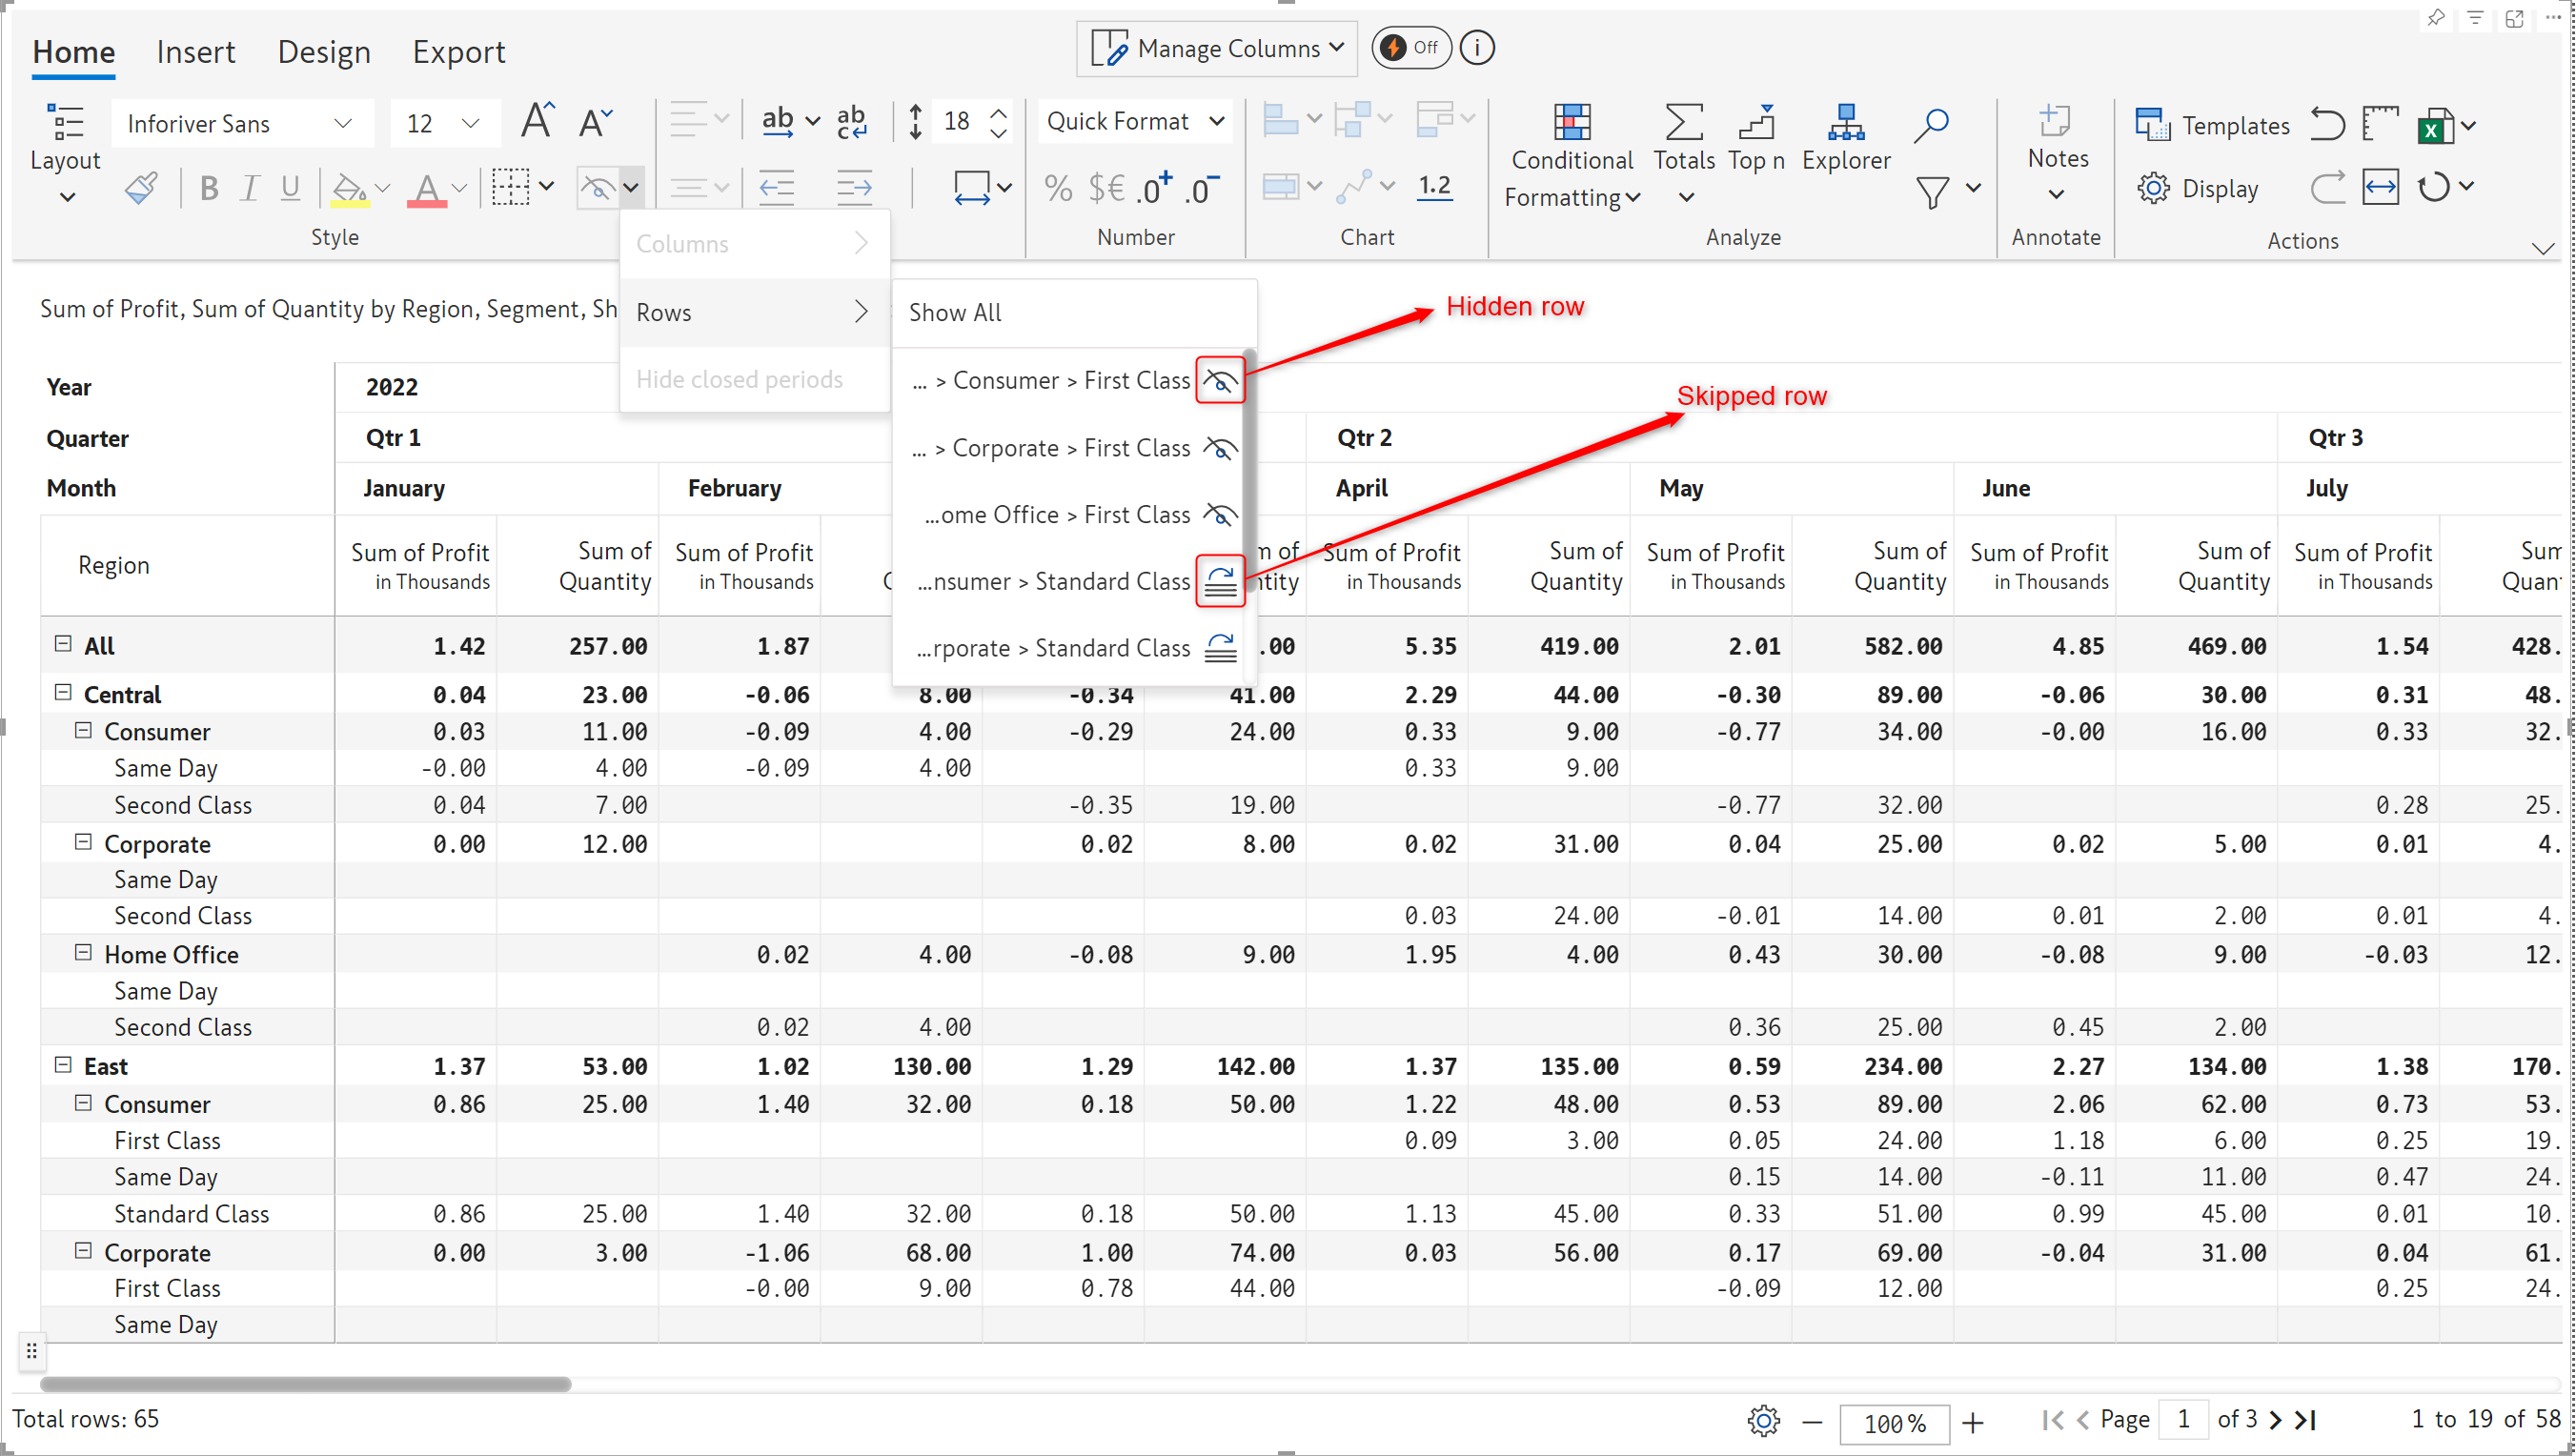 Home Insert Design Export Manage Columns Off i
Inforiver Sans 12 18 Quick Format
Layout
Conditional Formatting Totals Top n Explorer
Notes
Templates
Display
B I U A % $€ .0 .0 1.2
Style Number Chart Analyze Annotate Actions
Columns
Rows
Hide closed periods
Show All
... > Consumer > First Class
... > Corporate > First Class
...ome Office > First Class
...nsumer > Standard Class
...rporate > Standard Class
Hidden row
Skipped row
Sum of Profit, Sum of Quantity by Region, Segment, Sh
Year 2022
Quarter Qtr 1 Qtr 2 Qtr 3
Month January February April May June July
Region Sum of Profit in Thousands Sum of Quantity Sum of Profit in Thousands Sum of Profit in Thousands Sum of Quantity Sum of Profit in Thousands Sum of Quantity Sum of Profit in Thousands Sum of Quantity Sum of Profit in Thousands Sum Quan
All 1.42 257.00 1.87 .00 5.35 419.00 2.01 582.00 4.85 469.00 1.54 428.
Central 0.04 23.00 -0.06 8.00 -0.34 41.00 2.29 44.00 -0.30 89.00 -0.06 30.00 0.31 48.
Consumer 0.03 11.00 -0.09 4.00 -0.29 24.00 0.33 9.00 -0.77 34.00 -0.00 16.00 0.33 32.
Same Day -0.00 4.00 -0.09 4.00 0.33 9.00
Second Class 0.04 7.00 -0.35 19.00 -0.77 32.00 0.28 25.
Corporate 0.00 12.00 0.02 8.00 0.02 31.00 0.04 25.00 0.02 5.00 0.01 4.
Same Day
Second Class 0.03 24.00 -0.01 14.00 0.01 2.00 0.01 4.
Home Office 0.02 4.00 -0.08 9.00 1.95 4.00 0.43 30.00 -0.08 9.00 -0.03 12.
Same Day
Second Class 0.02 4.00 0.36 25.00 0.45 2.00
East 1.37 53.00 1.02 130.00 1.29 142.00 1.37 135.00 0.59 234.00 2.27 134.00 1.38 170.
Consumer 0.86 25.00 1.40 32.00 0.18 50.00 1.22 48.00 0.53 89.00 2.06 62.00 0.73 53.
First Class 0.09 3.00 0.05 24.00 1.18 6.00 0.25 19.
Same Day 0.15 14.00 -0.11 11.00 0.47 24.
Standard Class 0.86 25.00 1.40 32.00 0.18 50.00 1.13 45.00 0.33 51.00 0.99 45.00 0.01 10.
Corporate 0.00 3.00 -1.06 68.00 1.00 74.00 0.03 56.00 0.17 69.00 -0.04 31.00 0.04 61.
First Class -0.00 9.00 0.78 44.00 -0.09 12.00 0.25 24.
Same Day
Total rows: 65 100 % Page 1 of 3 1 to 19 of 58